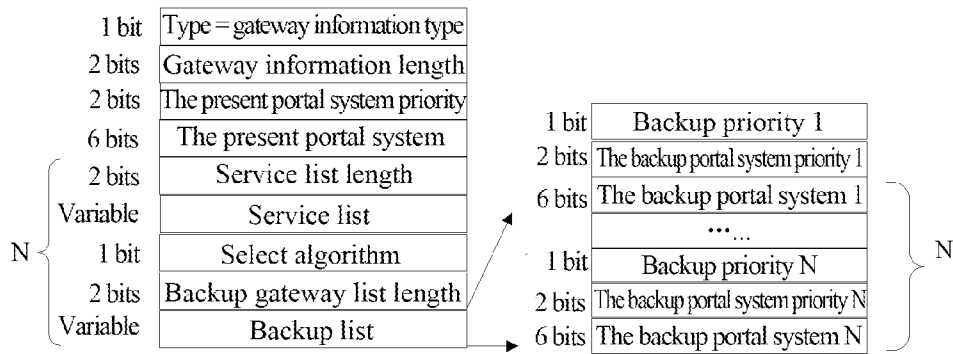 1 bit Type = gateway information type
2 bits Gateway information length
2 bits The present portal system priority
6 bits The present portal system
2 bits Service list length
Variable Service list
N
1 bit Select algorithm
2 bits Backup gateway list length
Variable Backup list
1 bit Backup priority 1
2 bits The backup portal system priority 1
6 bits The backup portal system 1
...…
N
1 bit Backup priority N
2 bits The backup portal system priority N
6 bits The backup portal system N